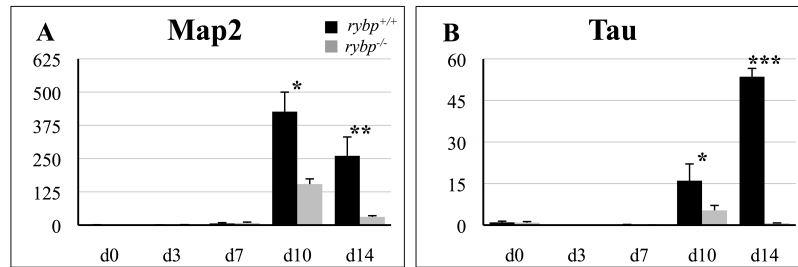 A Map2 rybp+/+
rybp-/-
625
500
375
250
125
0
* **
d0 d3 d7 d10 d14
B Tau
60
45
30
15
0
* ***
d0 d3 d7 d10 d14